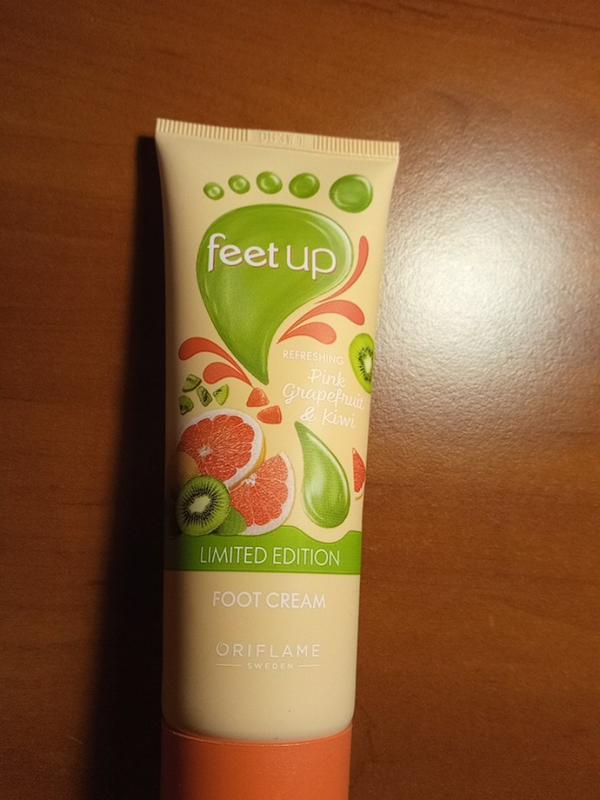 feet up
REFRESHING
Pink
Grapefruit
& Kiwi
LIMITED EDITION
FOOT CREAM
ORIFLAME
SWEDEN